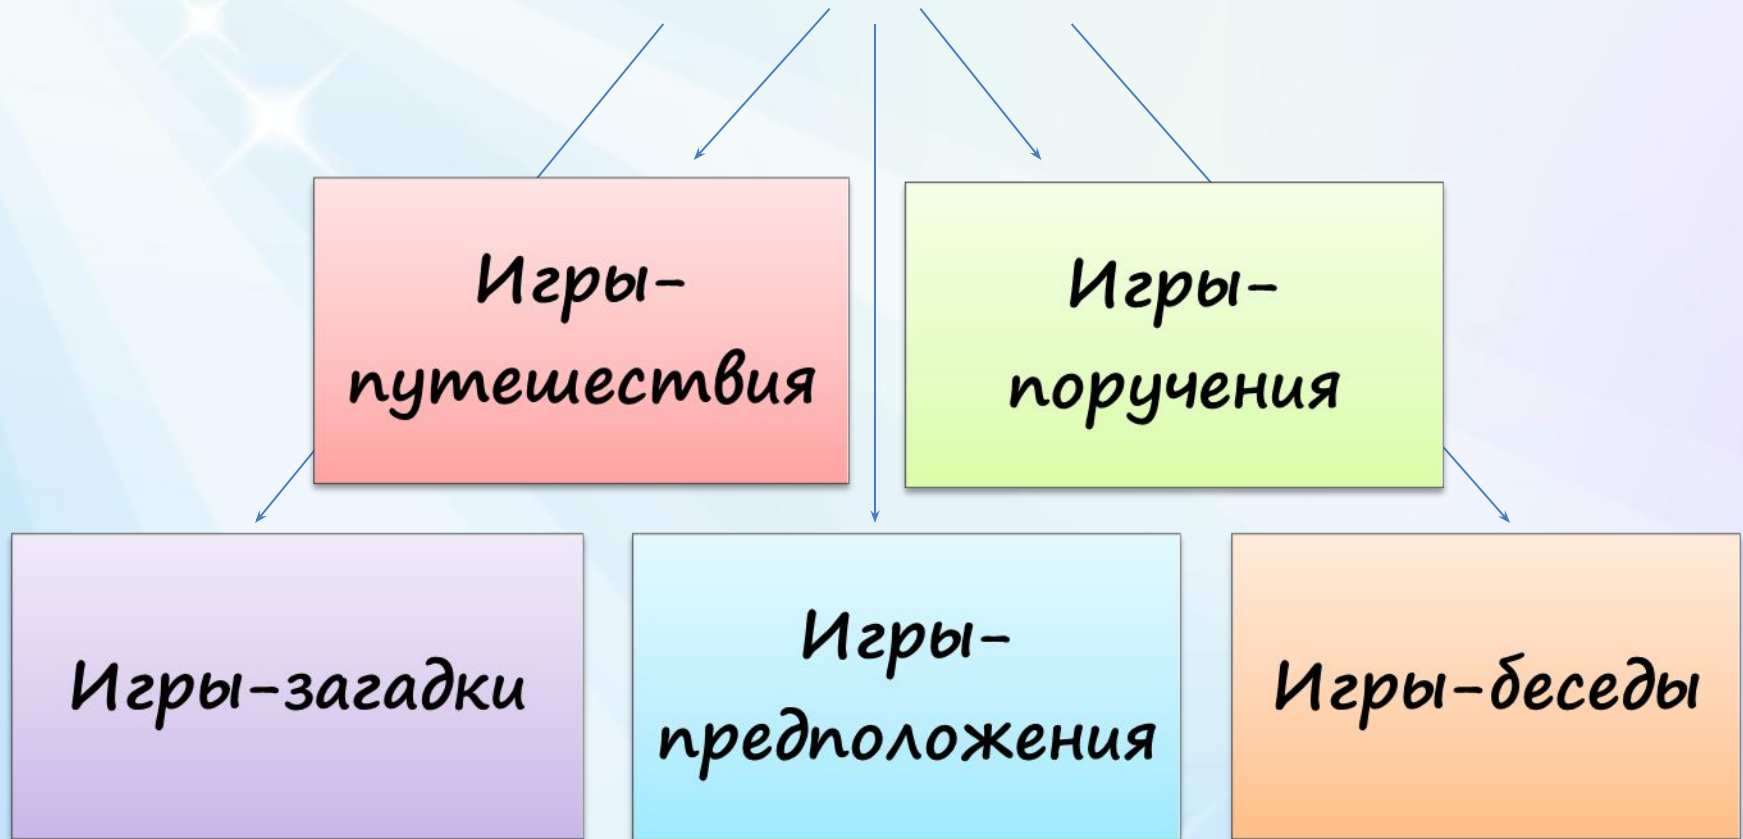 Игры-
путешествия
Игры-
поручения
Игры-загадки
Игры-
предположения
Игры-беседы